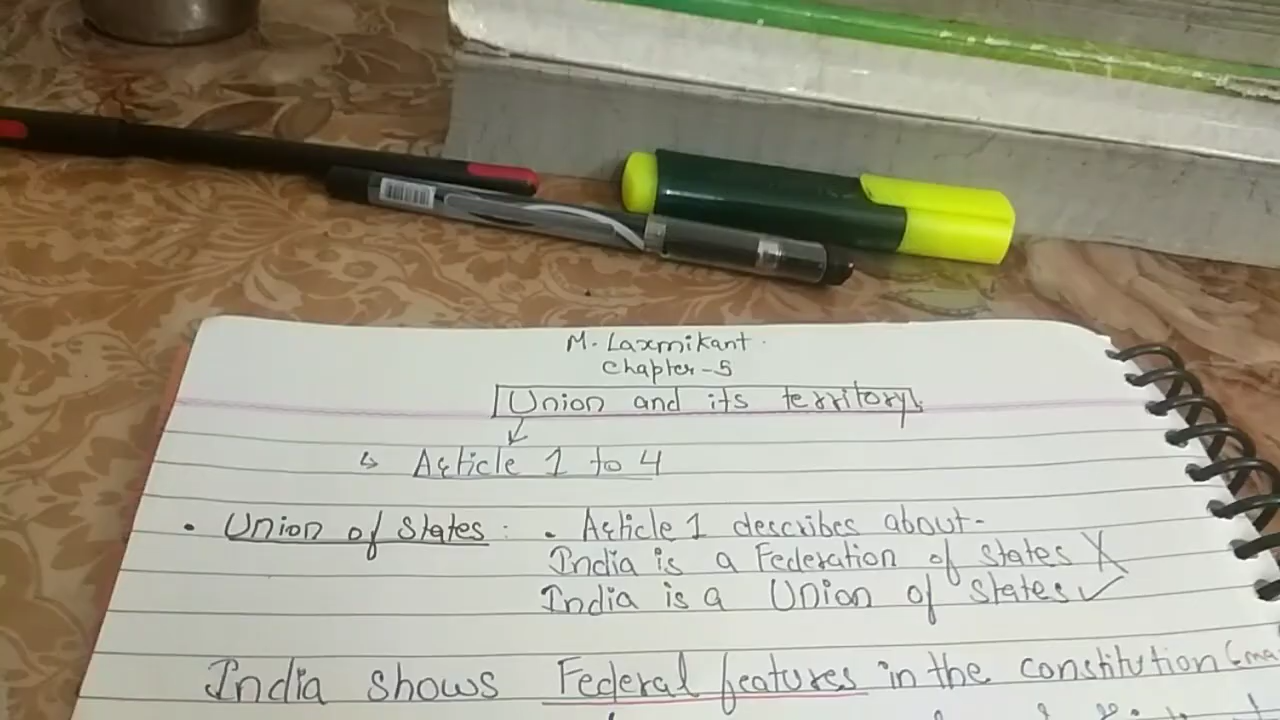 M. Laxmikant.
Chapter-5
Union and its territory
↳ Article 1 to 4
• Union of States : • Article 1 describes about-
India is a Federation of states X
India is a Union of states ✓
India shows Federal features in the constitution